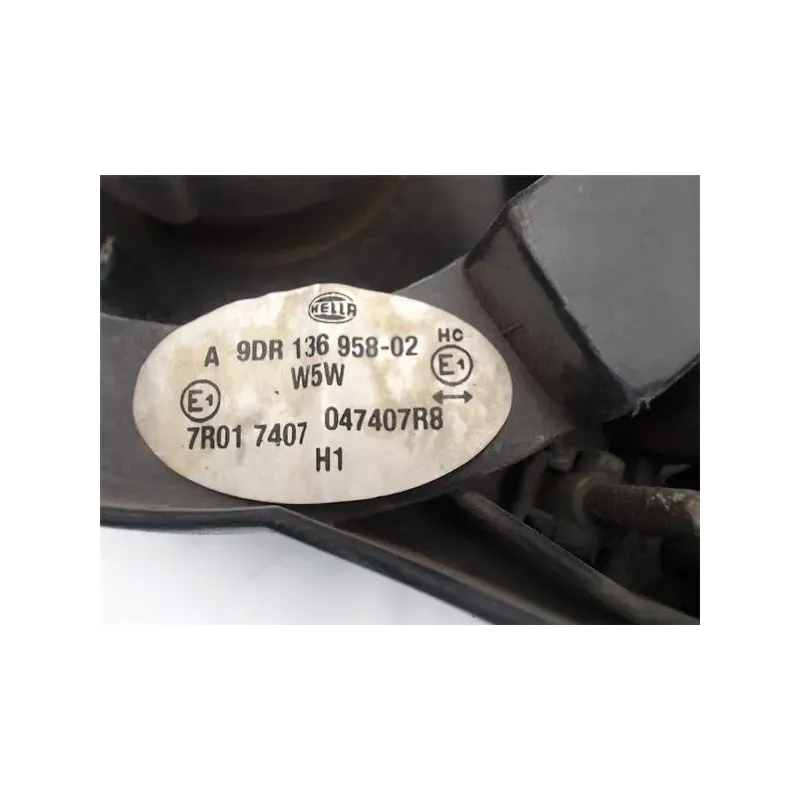 HELLA
A 9DR 136 958-02 HC
W5W
E1 E1
7R01 7407 047407R8
H1